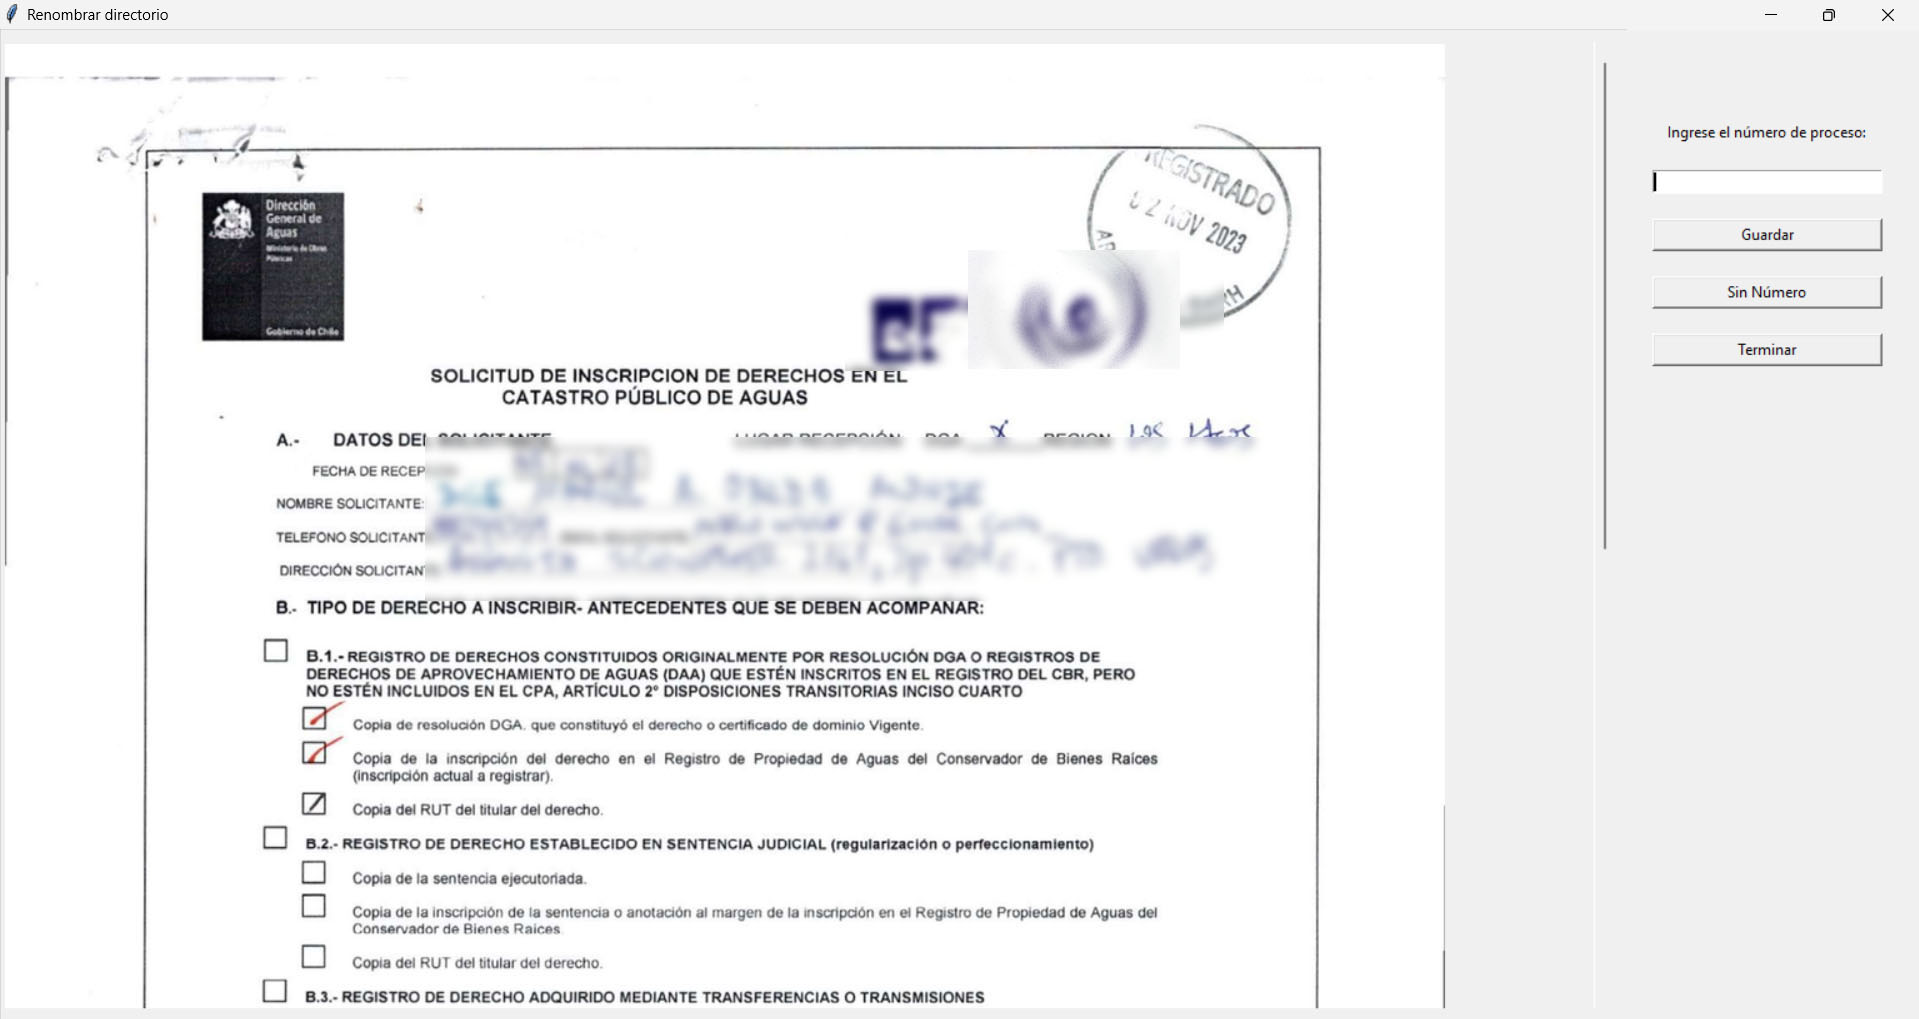 Renombrar directorio
REGISTRADO
02 NOV 2023
Dirección
General de
Aguas
Ministerio de Obras
Públicas
Gobierno de Chile
SOLICITUD DE INSCRIPCION DE DERECHOS EN EL
CATASTRO PÚBLICO DE AGUAS
A.- DATOS DEL SOLICITANTE LUGAR RECEPCIÓN DGA X REGION LOS
FECHA DE RECEP
NOMBRE SOLICITANTE:
TELEFONO SOLICITANT
DIRECCIÓN SOLICITANT
B.- TIPO DE DERECHO A INSCRIBIR- ANTECEDENTES QUE SE DEBEN ACOMPAÑAR:
B.1.- REGISTRO DE DERECHOS CONSTITUIDOS ORIGINALMENTE POR RESOLUCIÓN DGA O REGISTROS DE
DERECHOS DE APROVECHAMIENTO DE AGUAS (DAA) QUE ESTÉN INSCRITOS EN EL REGISTRO DEL CBR, PERO
NO ESTÉN INCLUIDOS EN EL CPA, ARTÍCULO 2º DISPOSICIONES TRANSITORIAS INCISO CUARTO
Copia de resolución DGA. que constituyó el derecho o certificado de dominio Vigente.
Copia de la inscripción del derecho en el Registro de Propiedad de Aguas del Conservador de Bienes Raíces
(inscripción actual a registrar).
Copia del RUT del titular del derecho.
B.2.- REGISTRO DE DERECHO ESTABLECIDO EN SENTENCIA JUDICIAL (regularización o perfeccionamiento)
Copia de la sentencia ejecutoriada.
Copia de la inscripción de la sentencia o anotación al margen de la inscripción en el Registro de Propiedad de Aguas del
Conservador de Bienes Raices.
Copia del RUT del titular del derecho.
B.3.- REGISTRO DE DERECHO ADQUIRIDO MEDIANTE TRANSFERENCIAS O TRANSMISIONES
Ingrese el número de proceso:
Guardar
Sin Número
Terminar